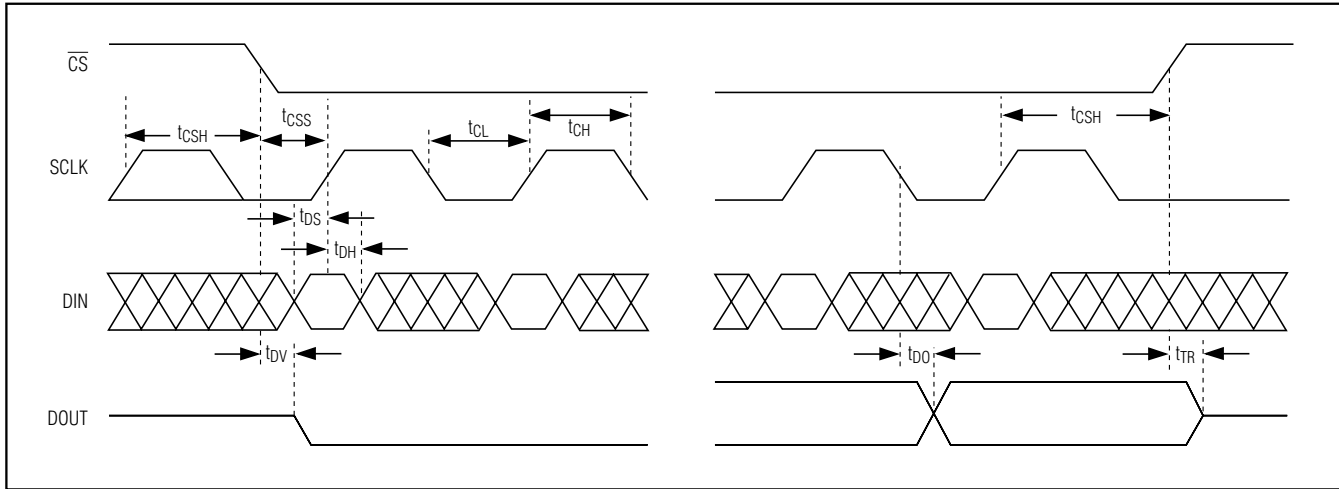 CS
tCSH
tCSS
tCL
tCH
tCSH
SCLK
tDS
tDH
DIN
tDV
tDO
tTR
DOUT